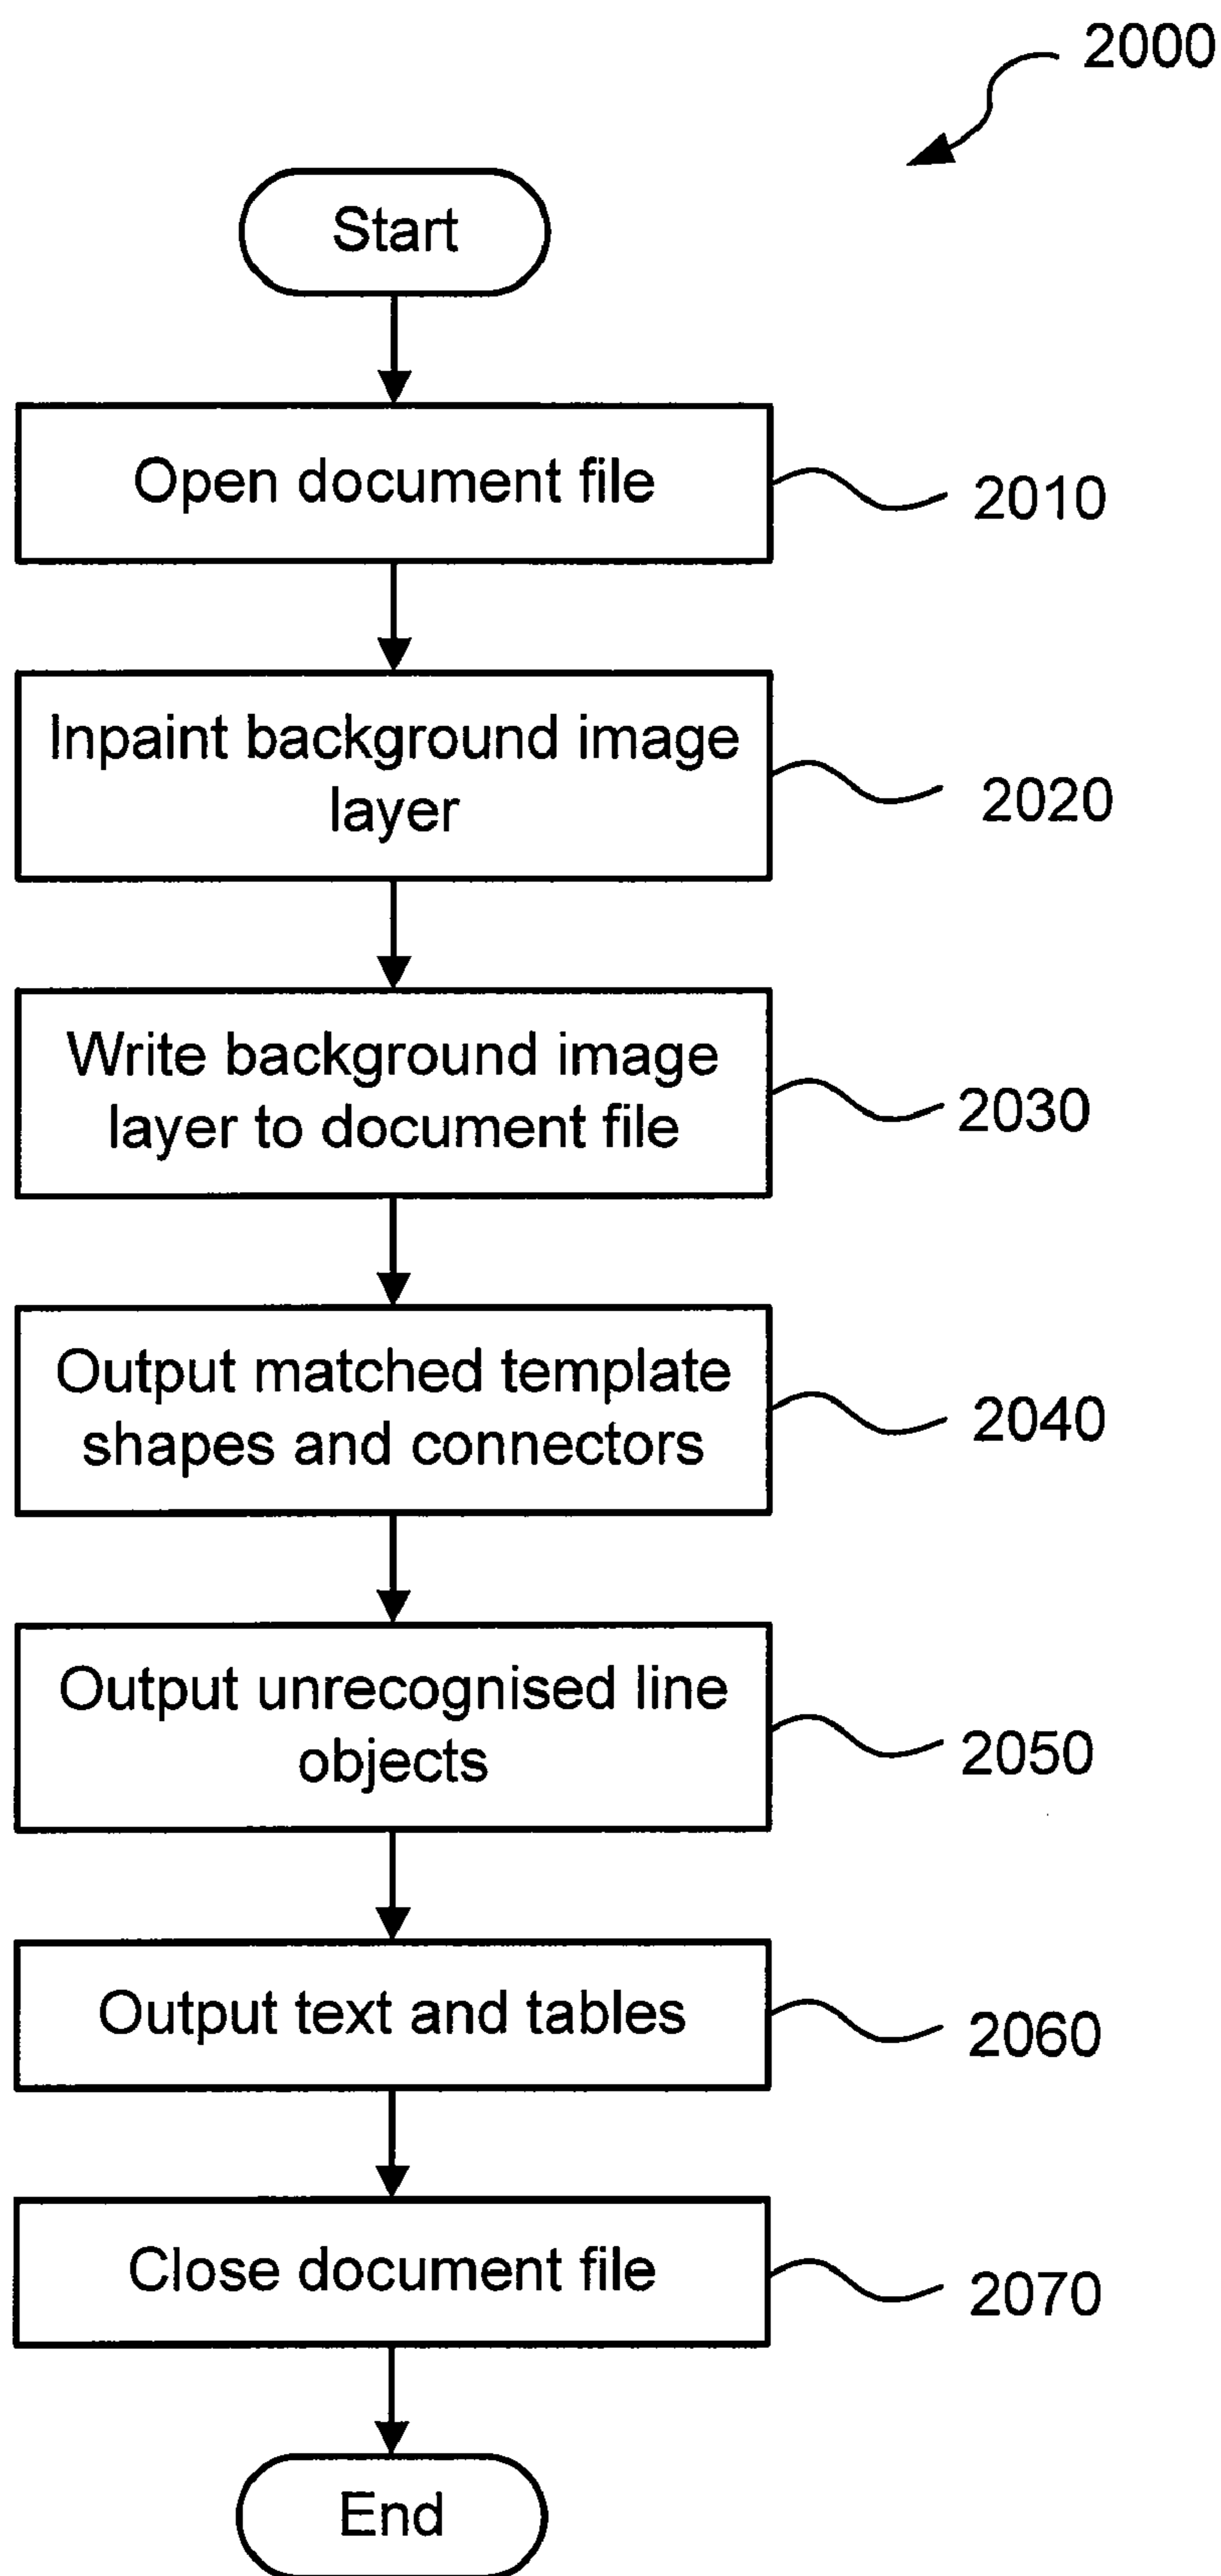 2000
Start
Open document file
2010
Inpaint background image
layer
2020
Write background image
layer to document file
2030
Output matched template
shapes and connectors
2040
Output unrecognised line
objects
2050
Output text and tables
2060
Close document file
2070
End